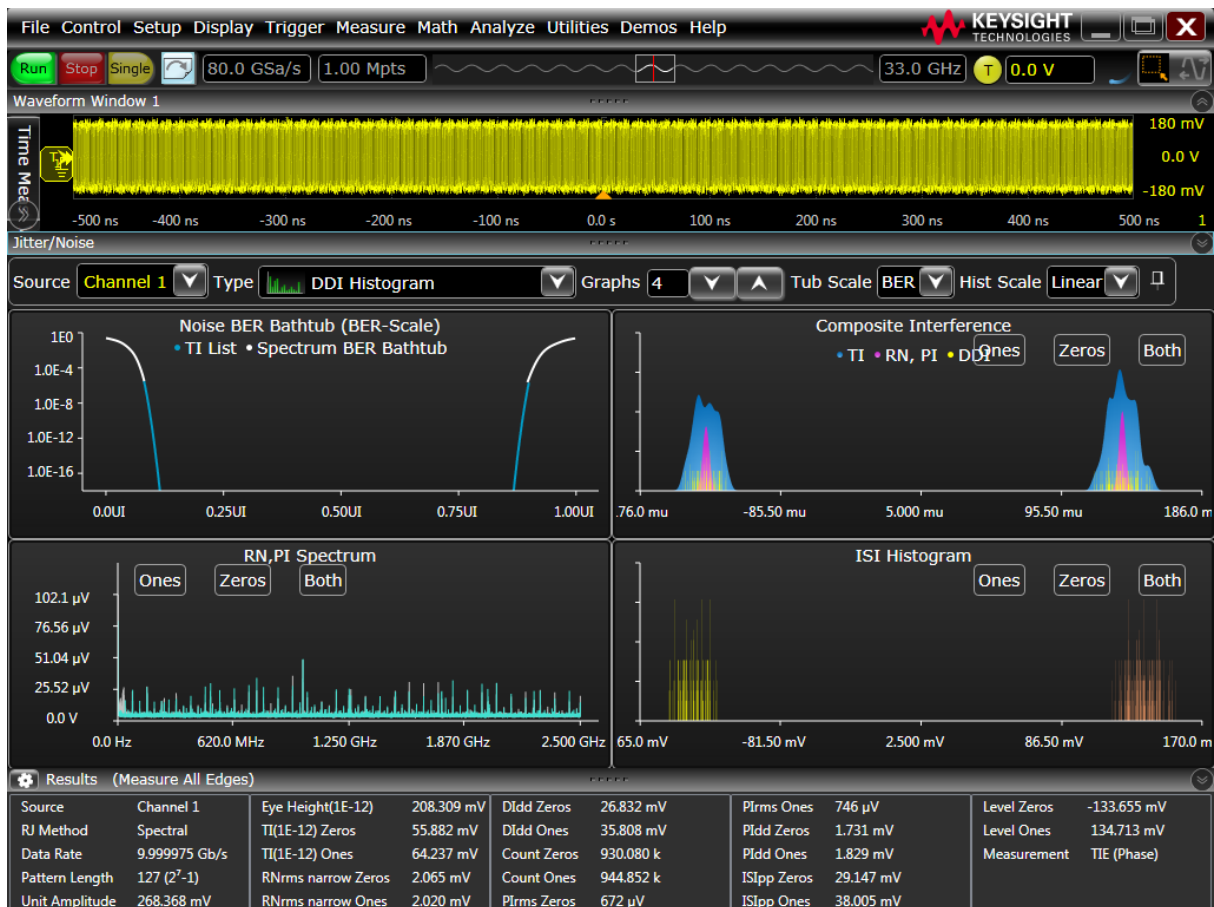 File Control Setup Display Trigger Measure Math Analyze Utilities Demos Help
KEYSIGHT
TECHNOLOGIES
X
Run Stop Single 80.0 GSa/s 1.00 Mpts 33.0 GHz T 0.0 V
Waveform Window 1
Time Mea
T
180 mV
0.0 V
-180 mV
-500 ns -400 ns -300 ns -200 ns -100 ns 0.0 s 100 ns 200 ns 300 ns 400 ns 500 ns 1
Jitter/Noise
Source Channel 1 Type DDI Histogram Graphs 4 Tub Scale BER Hist Scale Linear
Noise BER Bathtub (BER-Scale)
TI List Spectrum BER Bathtub
1E0
1.0E-4
1.0E-8
1.0E-12
1.0E-16
0.0UI 0.25UI 0.50UI 0.75UI 1.00UI
Composite Interference
TI RN, PI DDI
Ones Zeros Both
.76.0 mu -85.50 mu 5.000 mu 95.50 mu 186.0 m
RN,PI Spectrum
Ones Zeros Both
102.1 µV
76.56 µV
51.04 µV
25.52 µV
0.0 V
0.0 Hz 620.0 MHz 1.250 GHz 1.870 GHz 2.500 GHz
ISI Histogram
Ones Zeros Both
65.0 mV -81.50 mV 2.500 mV 86.50 mV 170.0 m
Results (Measure All Edges)
Source Channel 1 Eye Height(1E-12) 208.309 mV DIdd Zeros 26.832 mV PIrms Ones 746 µV Level Zeros -133.655 mV
RJ Method Spectral TI(1E-12) Zeros 55.882 mV DIdd Ones 35.808 mV PIdd Zeros 1.731 mV Level Ones 134.713 mV
Data Rate 9.999975 Gb/s TI(1E-12) Ones 64.237 mV Count Zeros 930.080 k PIdd Ones 1.829 mV Measurement TIE (Phase)
Pattern Length 127 (2⁷-1) RNrms narrow Zeros 2.065 mV Count Ones 944.852 k ISIpp Zeros 29.147 mV
Unit Amplitude 268.368 mV RNrms narrow Ones 2.020 mV PIrms Zeros 672 µV ISIpp Ones 38.005 mV